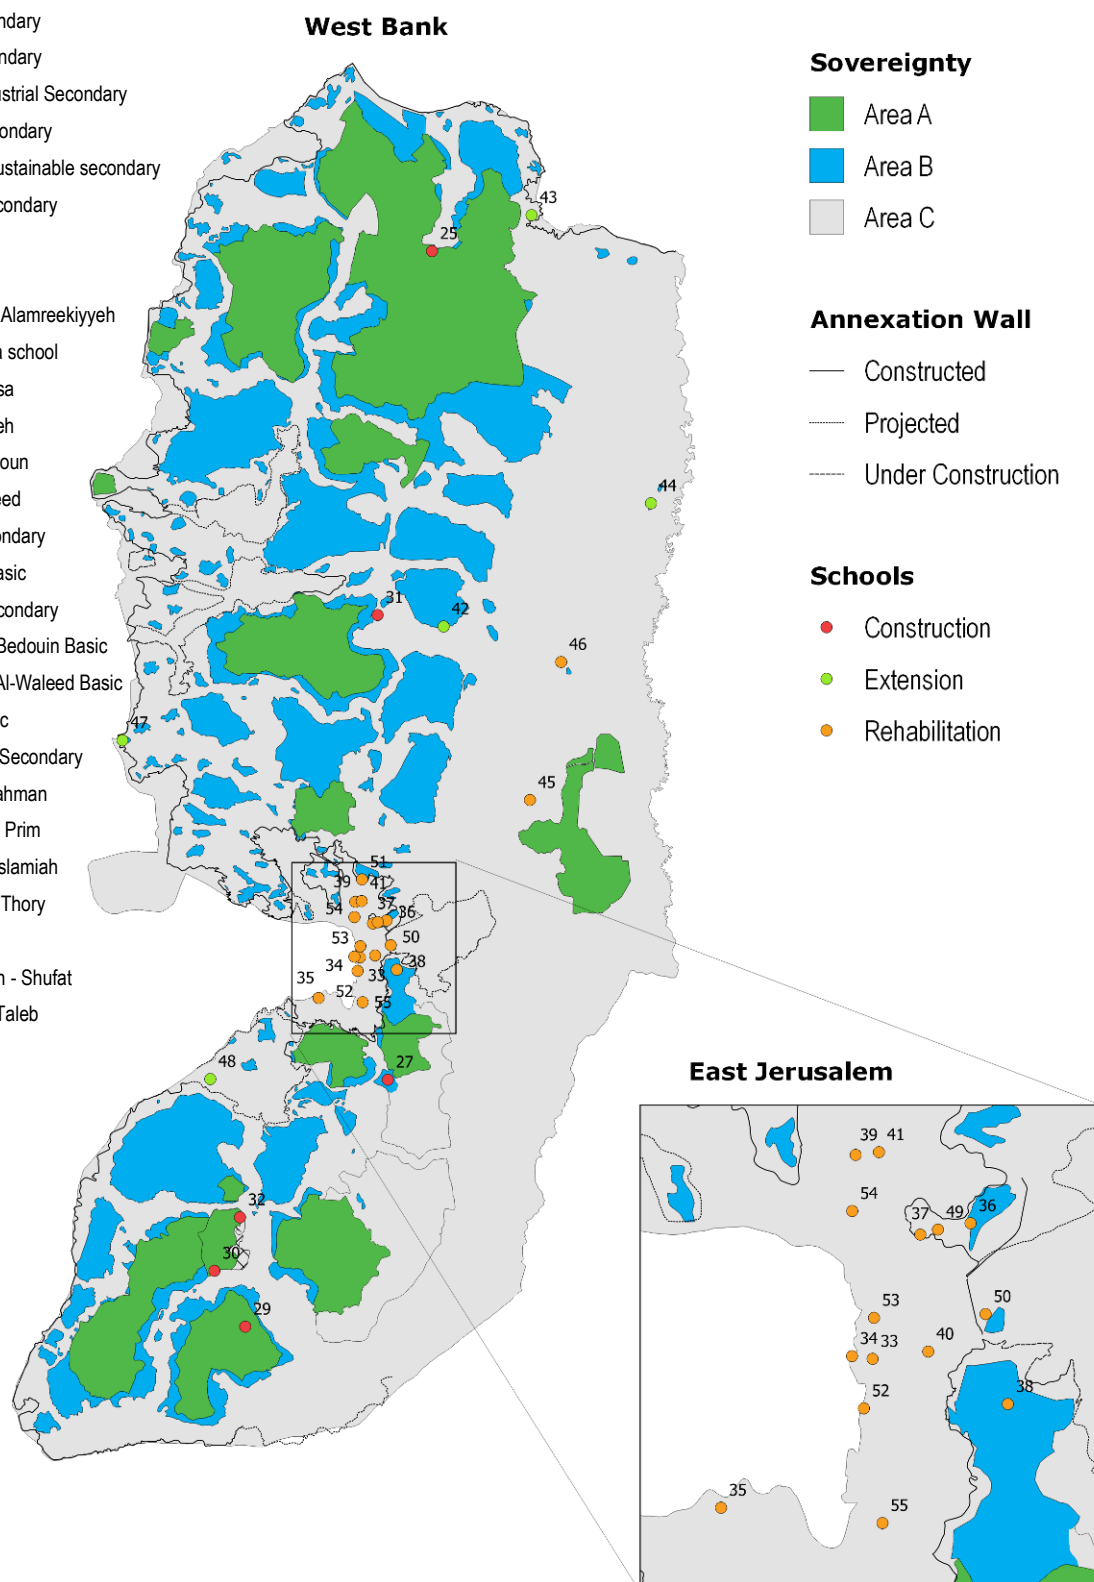 ndary
ndary
ustrial Secondary
ondary
ustainable secondary
condary
Alamreekiyyeh
a school
sa
eh
oun
eed
ondary
asic
condary
Bedouin Basic
Al-Waleed Basic
c
Secondary
ahman
Prim
slamiah
Thory
n - Shufat
Taleb
West Bank
43
25
44
31
42
46
47
45
51
39
41
54
37
36
53
50
34
33
38
35
52
55
48
27
32
30
29
Sovereignty
Area A
Area B
Area C
Annexation Wall
Constructed
Projected
Under Construction
Schools
Construction
Extension
Rehabilitation
East Jerusalem
39
41
54
37
49
36
53
50
34
33
40
52
38
35
55